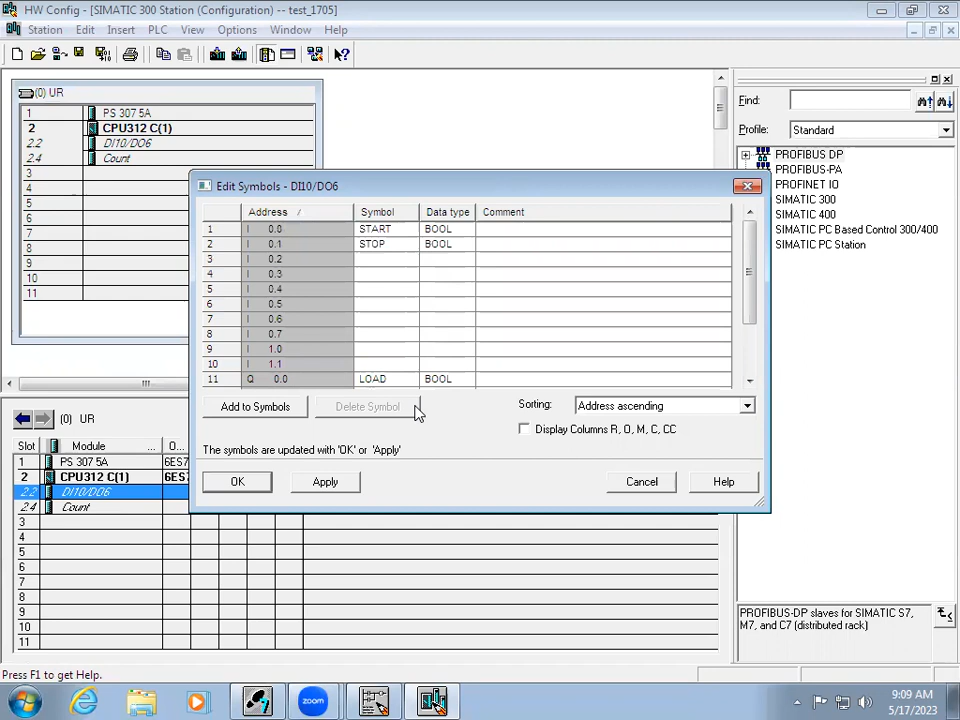 HW Config - [SIMATIC 300 Station (Configuration) -- test_1705]
Station Edit Insert PLC View Options Window Help
(0) UR
1 PS 307 5A
2 CPU312 C(1)
2.2 DI10/DO6
2.4 Count
3
4
5
6
7
8
9
10
11
Find:
Profile: Standard
PROFIBUS DP
PROFIBUS-PA
PROFINET IO
SIMATIC 300
SIMATIC 400
SIMATIC PC Based Control 300/400
SIMATIC PC Station
Edit Symbols - DI10/DO6
Address / Symbol Data type Comment
1 I 0.0 START BOOL
2 I 0.1 STOP BOOL
3 I 0.2
4 I 0.3
5 I 0.4
6 I 0.5
7 I 0.6
8 I 0.7
9 I 1.0
10 I 1.1
11 Q 0.0 LOAD BOOL
Add to Symbols Delete Symbol
Sorting: Address ascending
Display Columns R, O, M, C, CC
The symbols are updated with 'OK' or 'Apply'
OK Apply Cancel Help
(0) UR
Slot Module ... O...
1 PS 307 5A 6ES7
2 CPU312 C(1) 6ES7
2.2 DI10/DO6
2.4 Count
3
4
5
6
7
8
9
10
11
PROFIBUS-DP slaves for SIMATIC S7,
M7, and C7 (distributed rack)
Press F1 to get Help.
zoom
9:09 AM
5/17/2023